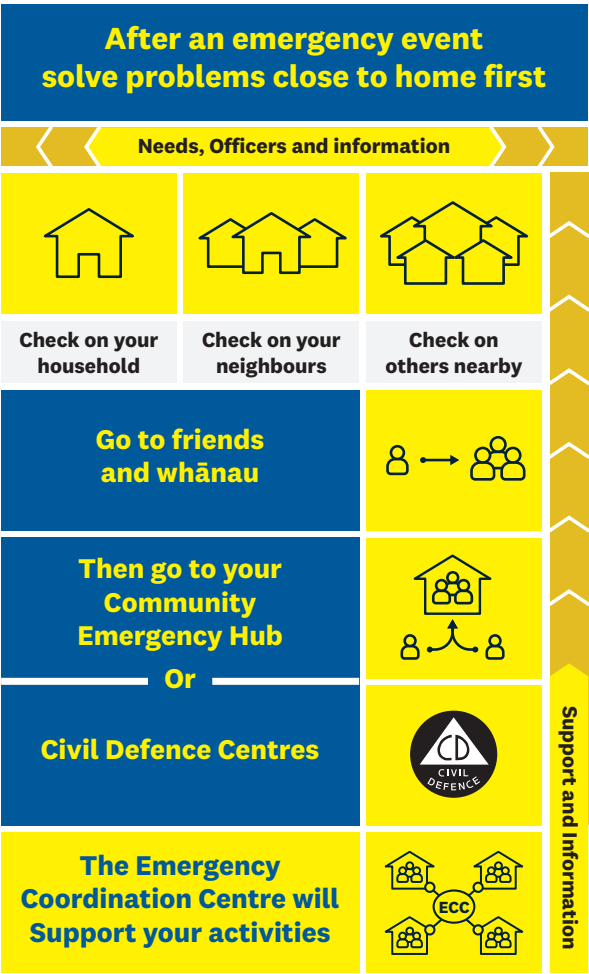 After an emergency event
solve problems close to home first
Needs, Officers and information
Check on your
household
Check on your
neighbours
Check on
others nearby
Go to friends
and whānau
Then go to your
Community
Emergency Hub
Or
Civil Defence Centres
CD
CIVIL
DEFENCE
The Emergency
Coordination Centre will
Support your activities
ECC
Support and Information